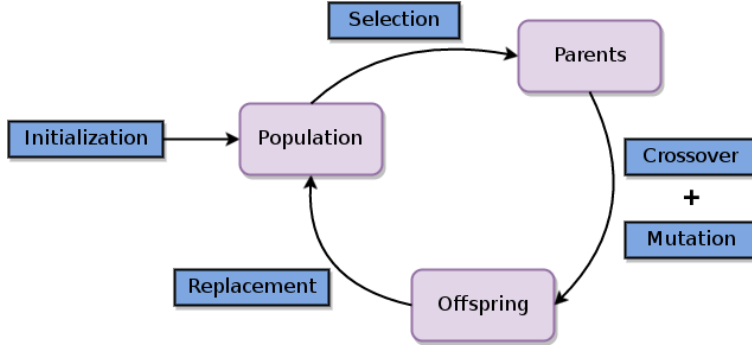 Selection
Parents
Initialization
Population
Crossover
+
Mutation
Replacement
Offspring